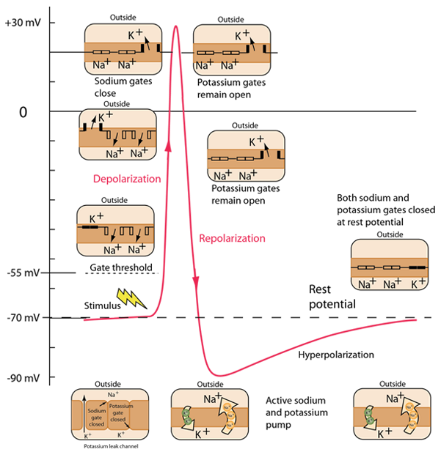 +30 mV
Outside
K+
Na+ Na+
Sodium gates
close
Outside
K+
Na+ Na+
Potassium gates
remain open
0
Outside
K+
Na+ Na+
Depolarization
Outside
K+
Na+ Na+
Potassium gates
remain open
Outside
K+
Na+ Na+
Repolarization
Both sodium and
potassium gates closed
at rest potential
Outside
Na+ Na+ K+
-55 mV
Gate threshold
Stimulus
Rest
potential
-70 mV
Hyperpolarization
-90 mV
Outside
Na+
Sodium
gate
closed
Potassium
gate
closed
K+ K+
Potassium leak channel
Outside
Na+
K+
Active sodium
and potassium
pump
Outside
Na+
K+